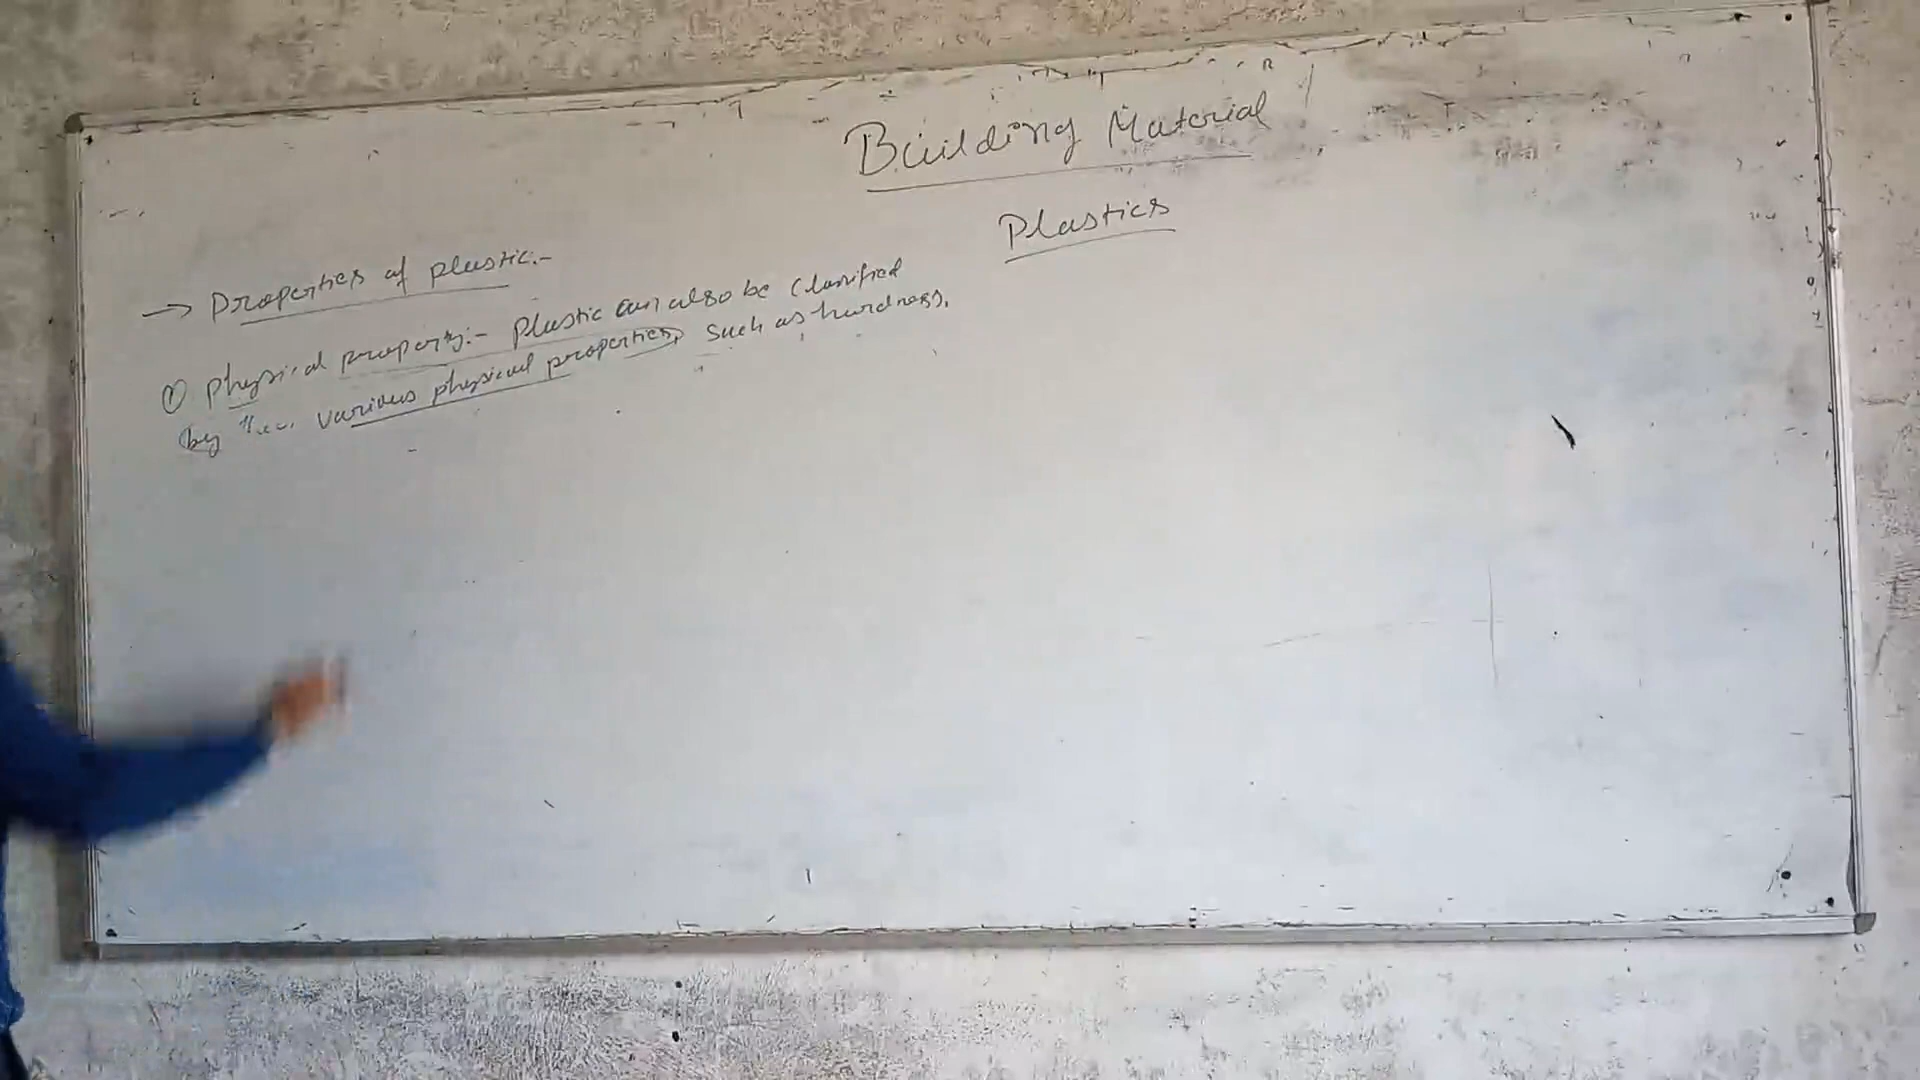 Building Material
Plastics
→ Properties of plastic:-
① Physical property:- Plastic can also be classified
by various physical properties, such as hardness,